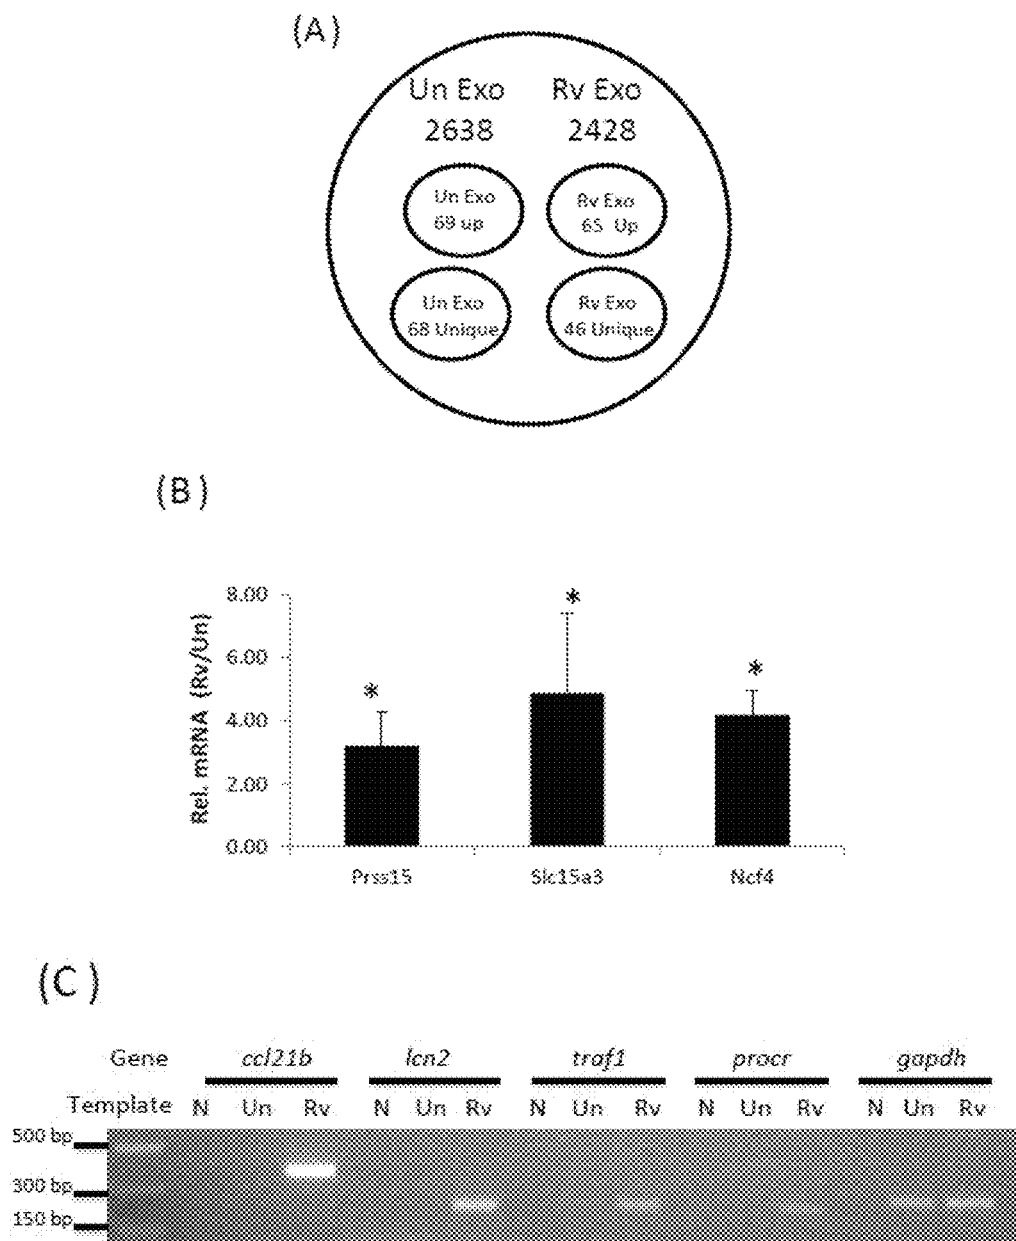 (A)
Un Exo Rv Exo
2638 2428
Un Exo Rv Exo
69 up 65 Up
Un Exo Rv Exo
68 Unique 46 Unique
(B)
Rel. mRNA (Rv/Un)
8.00
6.00
4.00
2.00
0.00
* * *
Prss15 Slc15a3 Ncf4
(C)
Gene ccl21b lcn2 traf1 procr gapdh
Template N Un Rv N Un Rv N Un Rv N Un Rv N Un Rv
500 bp
300 bp
150 bp